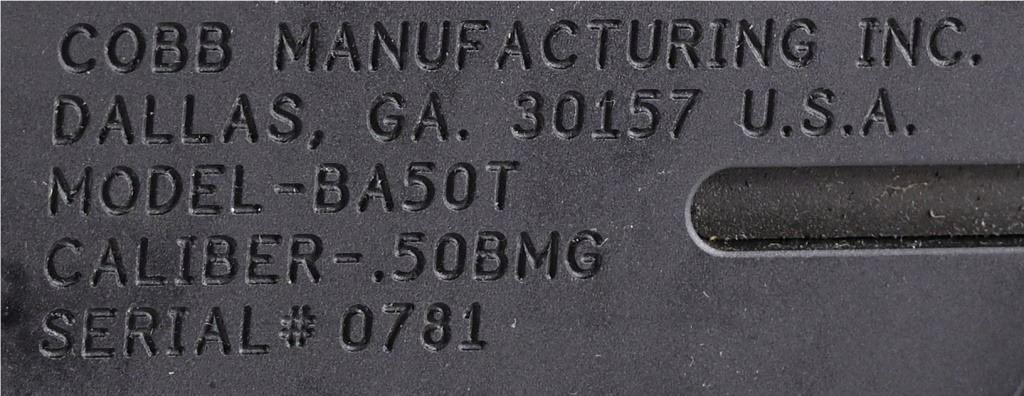 COBB MANUFACTURING INC.
DALLAS, GA. 30157 U.S.A.
MODEL-BA50T
CALIBER-.50BMG
SERIAL# 0781